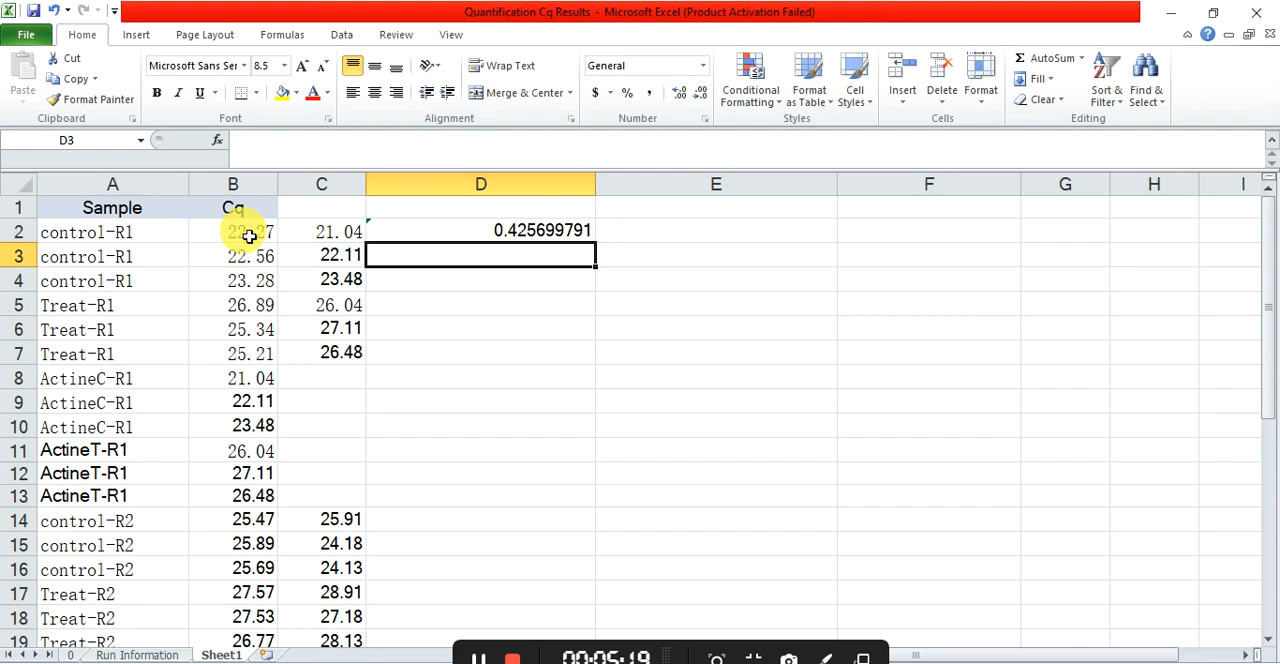 Quantification Cq Results - Microsoft Excel (Product Activation Failed)
File Home Insert Page Layout Formulas Data Review View
Paste Cut Copy Format Painter Clipboard
Microsoft Sans Ser 8.5 B I U A A A Font
Wrap Text Merge & Center Alignment
General $ % , .00 .00 Number
Conditional Formatting Format as Table Cell Styles Styles
Insert Delete Format Cells
Σ AutoSum Fill Clear Sort & Filter Find & Select Editing
D3 fx
A B C D E F G H I
1 Sample Cq
2 control-R1 22.27 21.04 0.425699791
3 control-R1 22.56 22.11
4 control-R1 23.28 23.48
5 Treat-R1 26.89 26.04
6 Treat-R1 25.34 27.11
7 Treat-R1 25.21 26.48
8 ActineC-R1 21.04
9 ActineC-R1 22.11
10 ActineC-R1 23.48
11 ActineT-R1 26.04
12 ActineT-R1 27.11
13 ActineT-R1 26.48
14 control-R2 25.47 25.91
15 control-R2 25.89 24.18
16 control-R2 25.69 24.13
17 Treat-R2 27.57 28.91
18 Treat-R2 27.53 27.18
19 Treat-R2 26.77 28.13
0 Run Information Sheet1
00:05:19